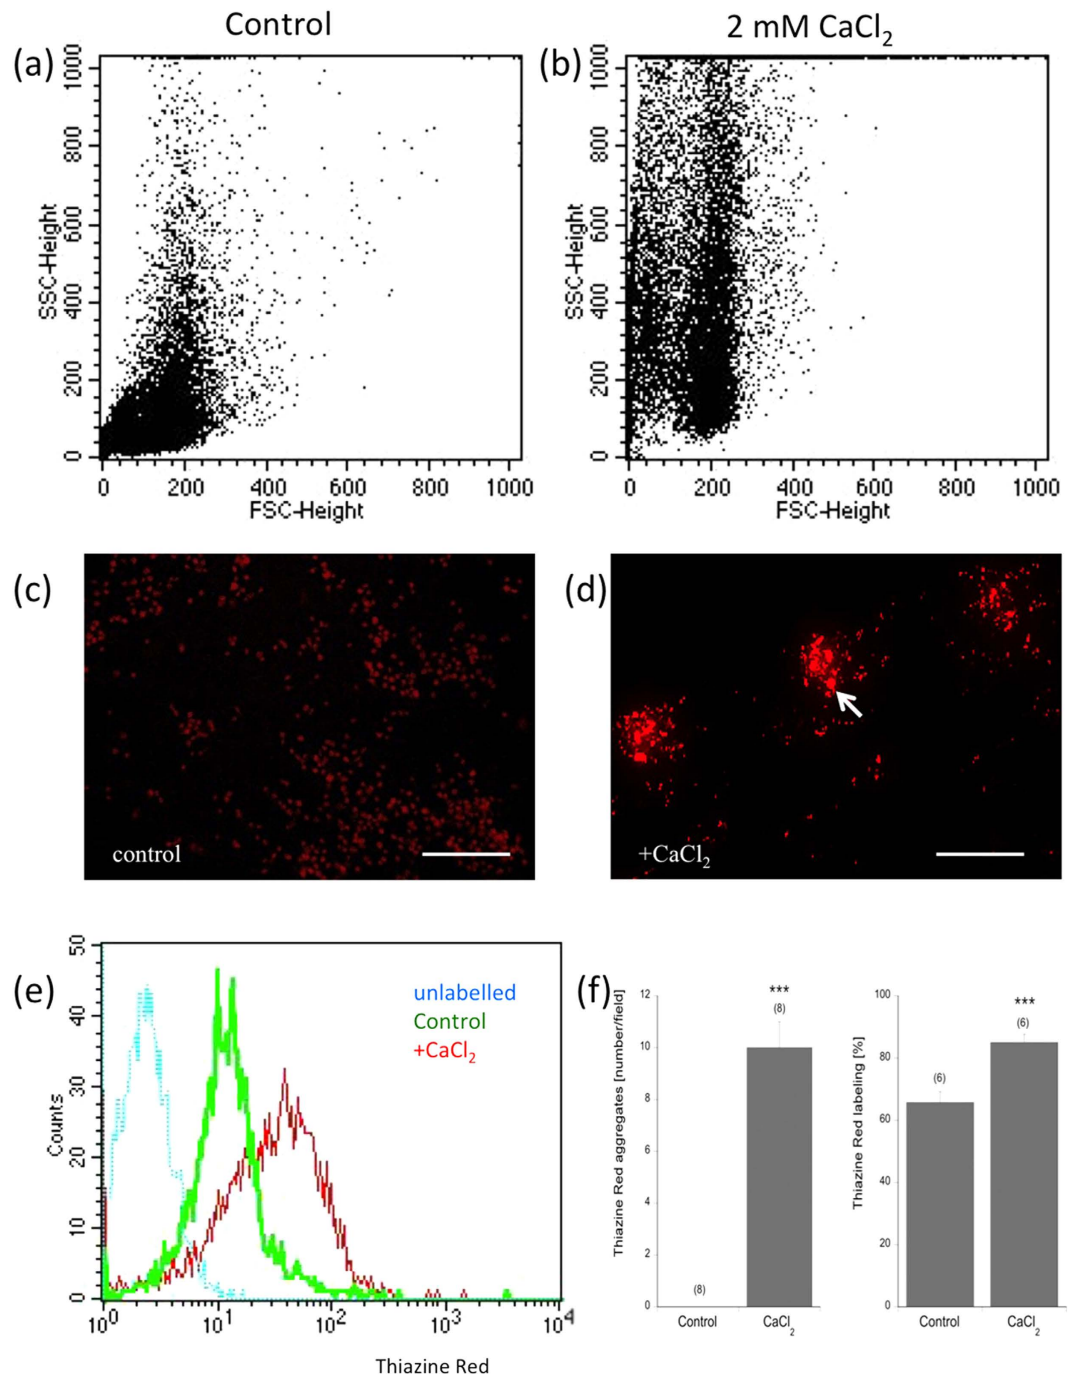 Control
2 mM CaCl2
(a)
(b)
SSC-Height
0 200 400 600 800 1000
0 200 400 600 800 1000
FSC-Height
SSC-Height
0 200 400 600 800 1000
0 200 400 600 800 1000
FSC-Height
(c)
control
(d)
+CaCl2
(e)
Counts
0 10 20 30 40 50
unlabelled
Control
+CaCl2
10^0 10^1 10^2 10^3 10^4
Thiazine Red
(f)
Thiazine Red aggregates [number/field]
12
10
8
6
4
2
0
***
(8)
(8)
Control CaCl2
Thiazine Red labeling [%]
100
80
60
40
20
0
***
(6)
(6)
Control CaCl2